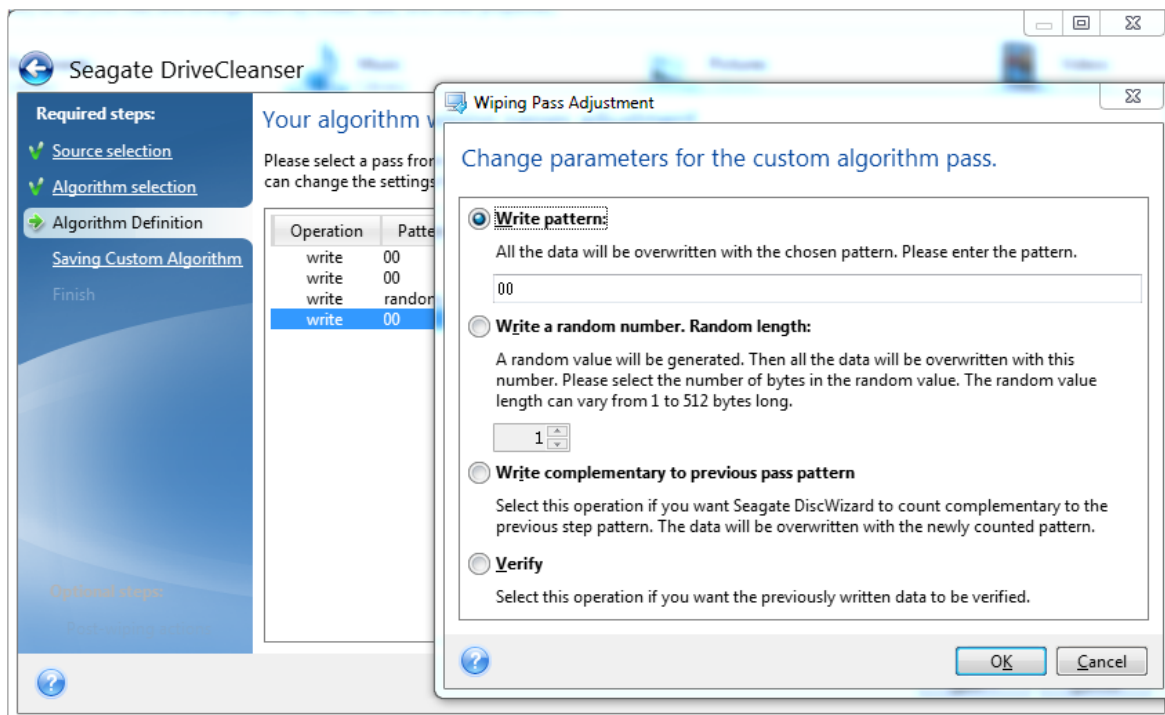 Seagate DriveCleanser
Required steps:
Source selection
Algorithm selection
Algorithm Definition
Saving Custom Algorithm
Finish
Your algorithm
Please select a pass from
can change the settings
Operation Patte
write 00
write 00
write random
write 00
Wiping Pass Adjustment
Change parameters for the custom algorithm pass.
Write pattern:
All the data will be overwritten with the chosen pattern. Please enter the pattern.
00
Write a random number. Random length:
A random value will be generated. Then all the data will be overwritten with this
number. Please select the number of bytes in the random value. The random value
length can vary from 1 to 512 bytes long.
1
Write complementary to previous pass pattern
Select this operation if you want Seagate DiscWizard to count complementary to the
previous step pattern. The data will be overwritten with the newly counted pattern.
Verify
Select this operation if you want the previously written data to be verified.
OK Cancel
Optional steps: